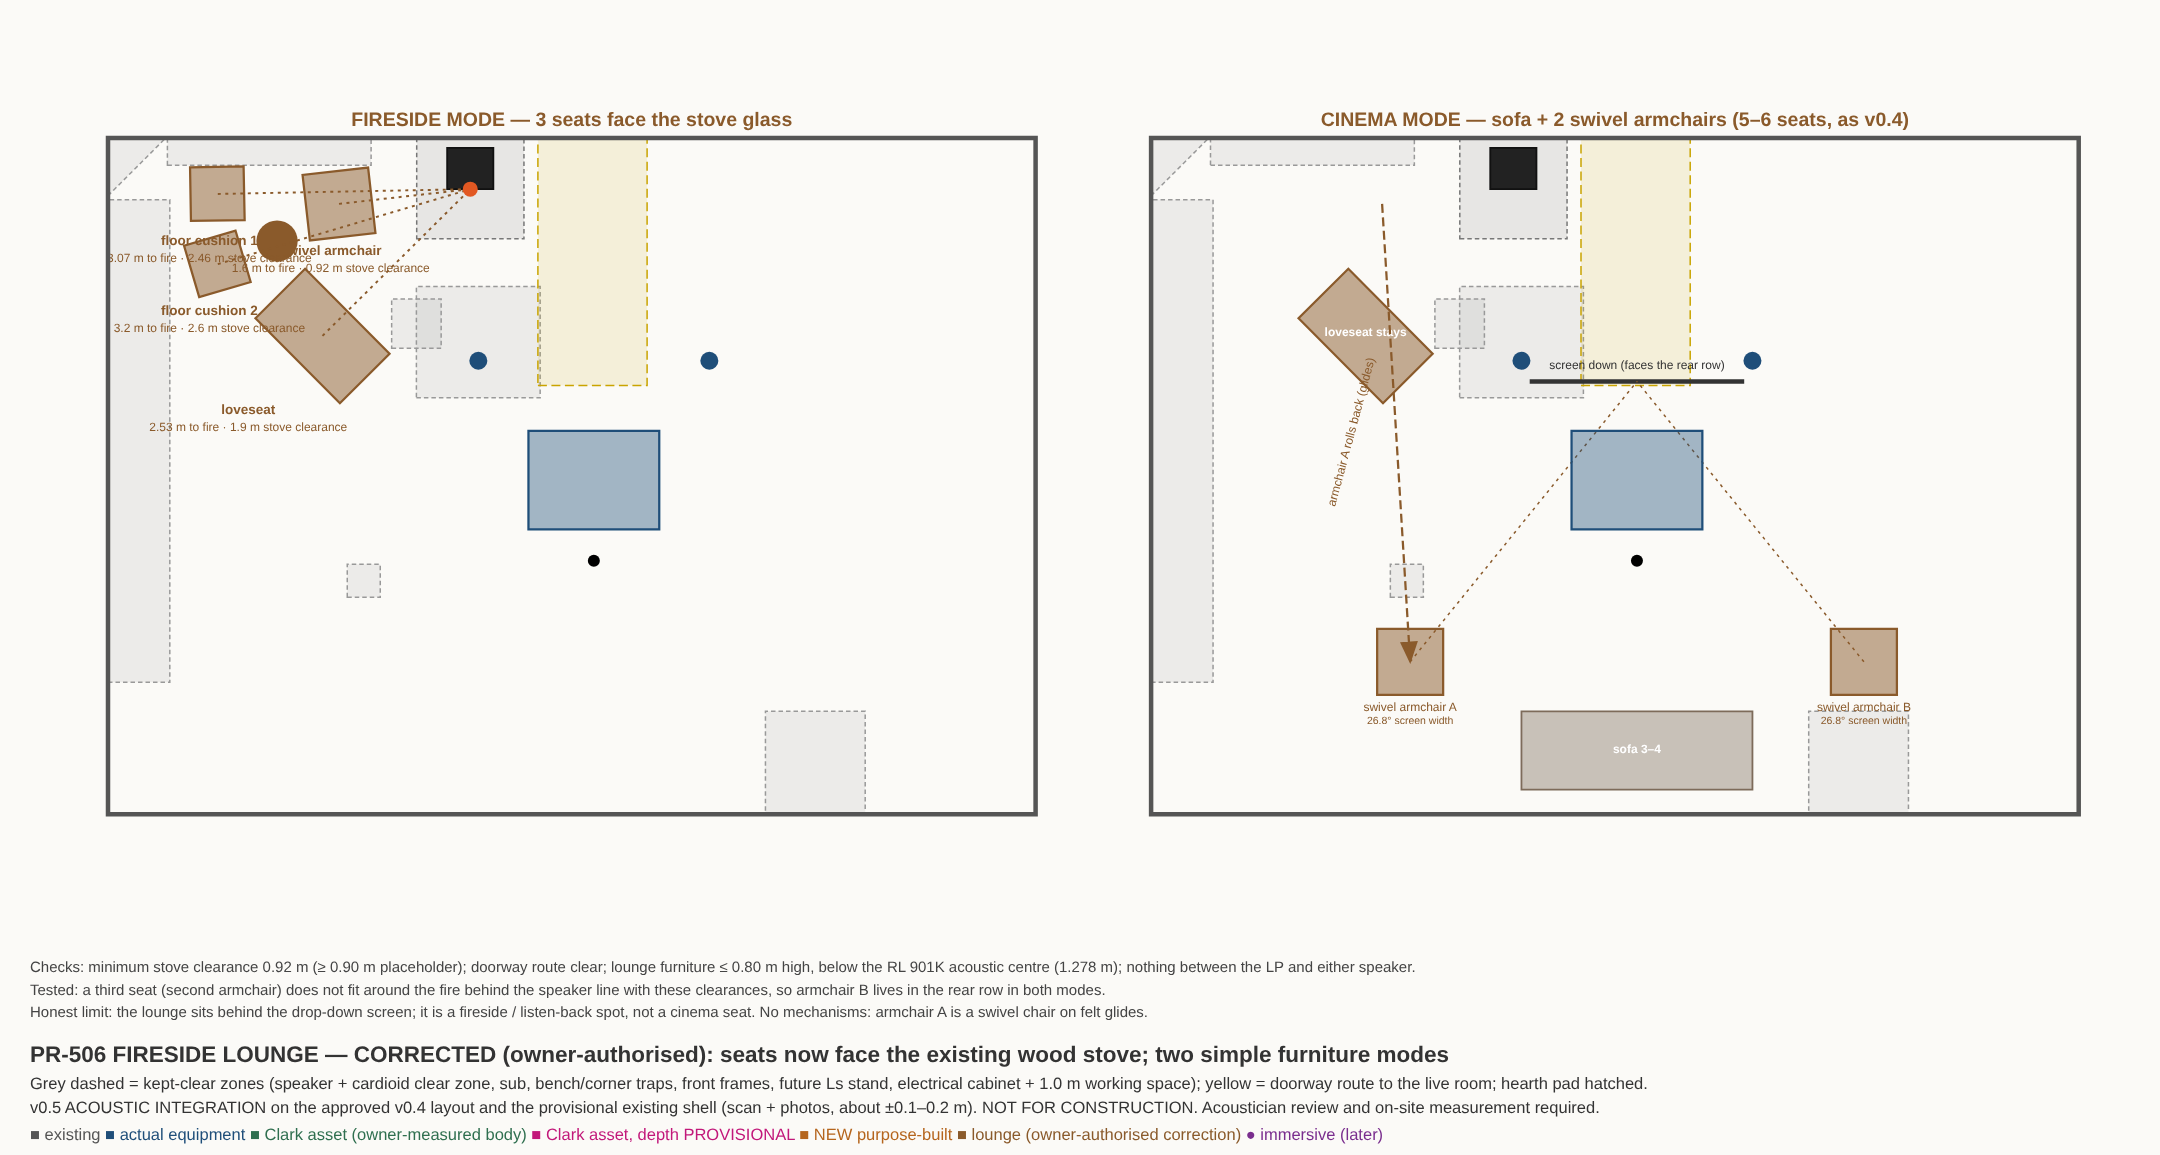 FIRESIDE MODE — 3 seats face the stove glass
floor cushion 1
3.07 m to fire · 2.46 m stove clearance
swivel armchair
1.6 m to fire · 0.92 m stove clearance
floor cushion 2
3.2 m to fire · 2.6 m stove clearance
loveseat
2.53 m to fire · 1.9 m stove clearance
CINEMA MODE — sofa + 2 swivel armchairs (5–6 seats, as v0.4)
loveseat stays
screen down (faces the rear row)
armchair A rolls back (glides)
swivel armchair A
26.8° screen width
swivel armchair B
26.8° screen width
sofa 3–4
Checks: minimum stove clearance 0.92 m (≥ 0.90 m placeholder); doorway route clear; lounge furniture ≤ 0.80 m high, below the RL 901K acoustic centre (1.278 m); nothing between the LP and either speaker.
Tested: a third seat (second armchair) does not fit around the fire behind the speaker line with these clearances, so armchair B lives in the rear row in both modes.
Honest limit: the lounge sits behind the drop-down screen; it is a fireside / listen-back spot, not a cinema seat. No mechanisms: armchair A is a swivel chair on felt glides.
PR-506 FIRESIDE LOUNGE — CORRECTED (owner-authorised): seats now face the existing wood stove; two simple furniture modes
Grey dashed = kept-clear zones (speaker + cardioid clear zone, sub, bench/corner traps, front frames, future Ls stand, electrical cabinet + 1.0 m working space); yellow = doorway route to the live room; hearth pad hatched.
v0.5 ACOUSTIC INTEGRATION on the approved v0.4 layout and the provisional existing shell (scan + photos, about ±0.1–0.2 m). NOT FOR CONSTRUCTION. Acoustician review and on-site measurement required.
■ existing ■ actual equipment ■ Clark asset (owner-measured body) ■ Clark asset, depth PROVISIONAL ■ NEW purpose-built ■ lounge (owner-authorised correction) ● immersive (later)